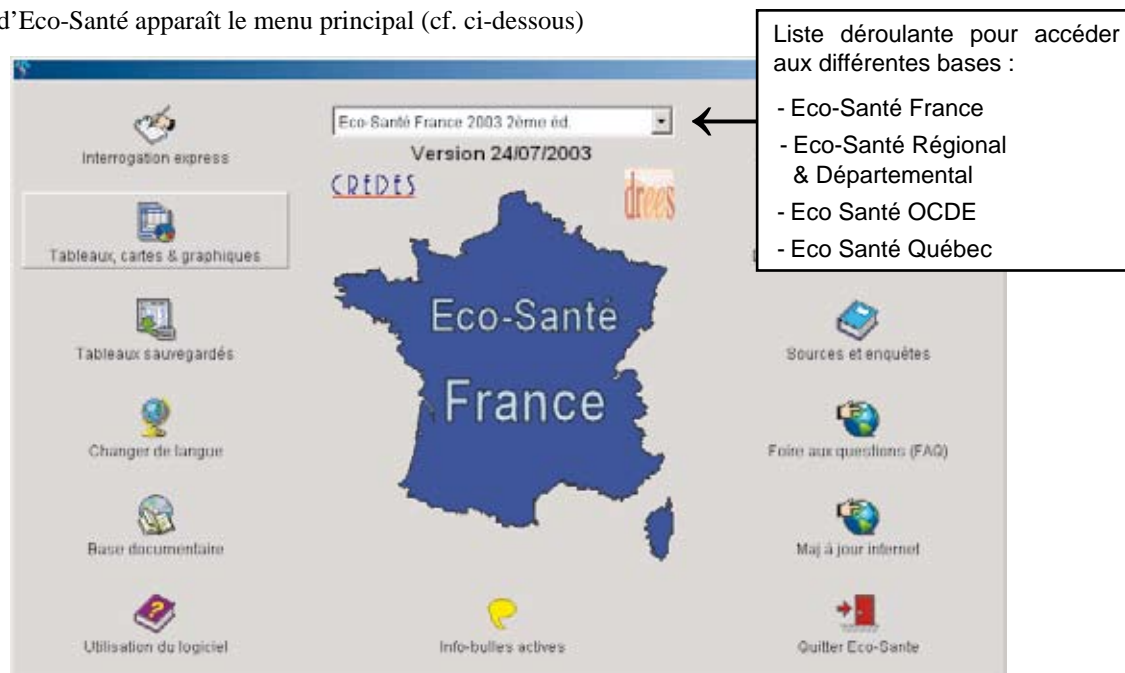 d’Eco-Santé apparaît le menu principal (cf. ci-dessous)
Liste déroulante pour accéder
aux différentes bases :
- Eco-Santé France
- Eco-Santé Régional
& Départemental
- Eco Santé OCDE
- Eco Santé Québec
Eco-Santé France 2003 2ème éd.
Version 24/07/2003
CREDES
drees
Interrogation express
Tableaux, cartes & graphiques
Tableaux sauvegardés
Changer de langue
Base documentaire
Utilisation du logiciel
Eco-Santé
France
Info-bulles actives
Sources et enquêtes
Foire aux questions (FAQ)
Maj à jour internet
Quitter Eco-Sante